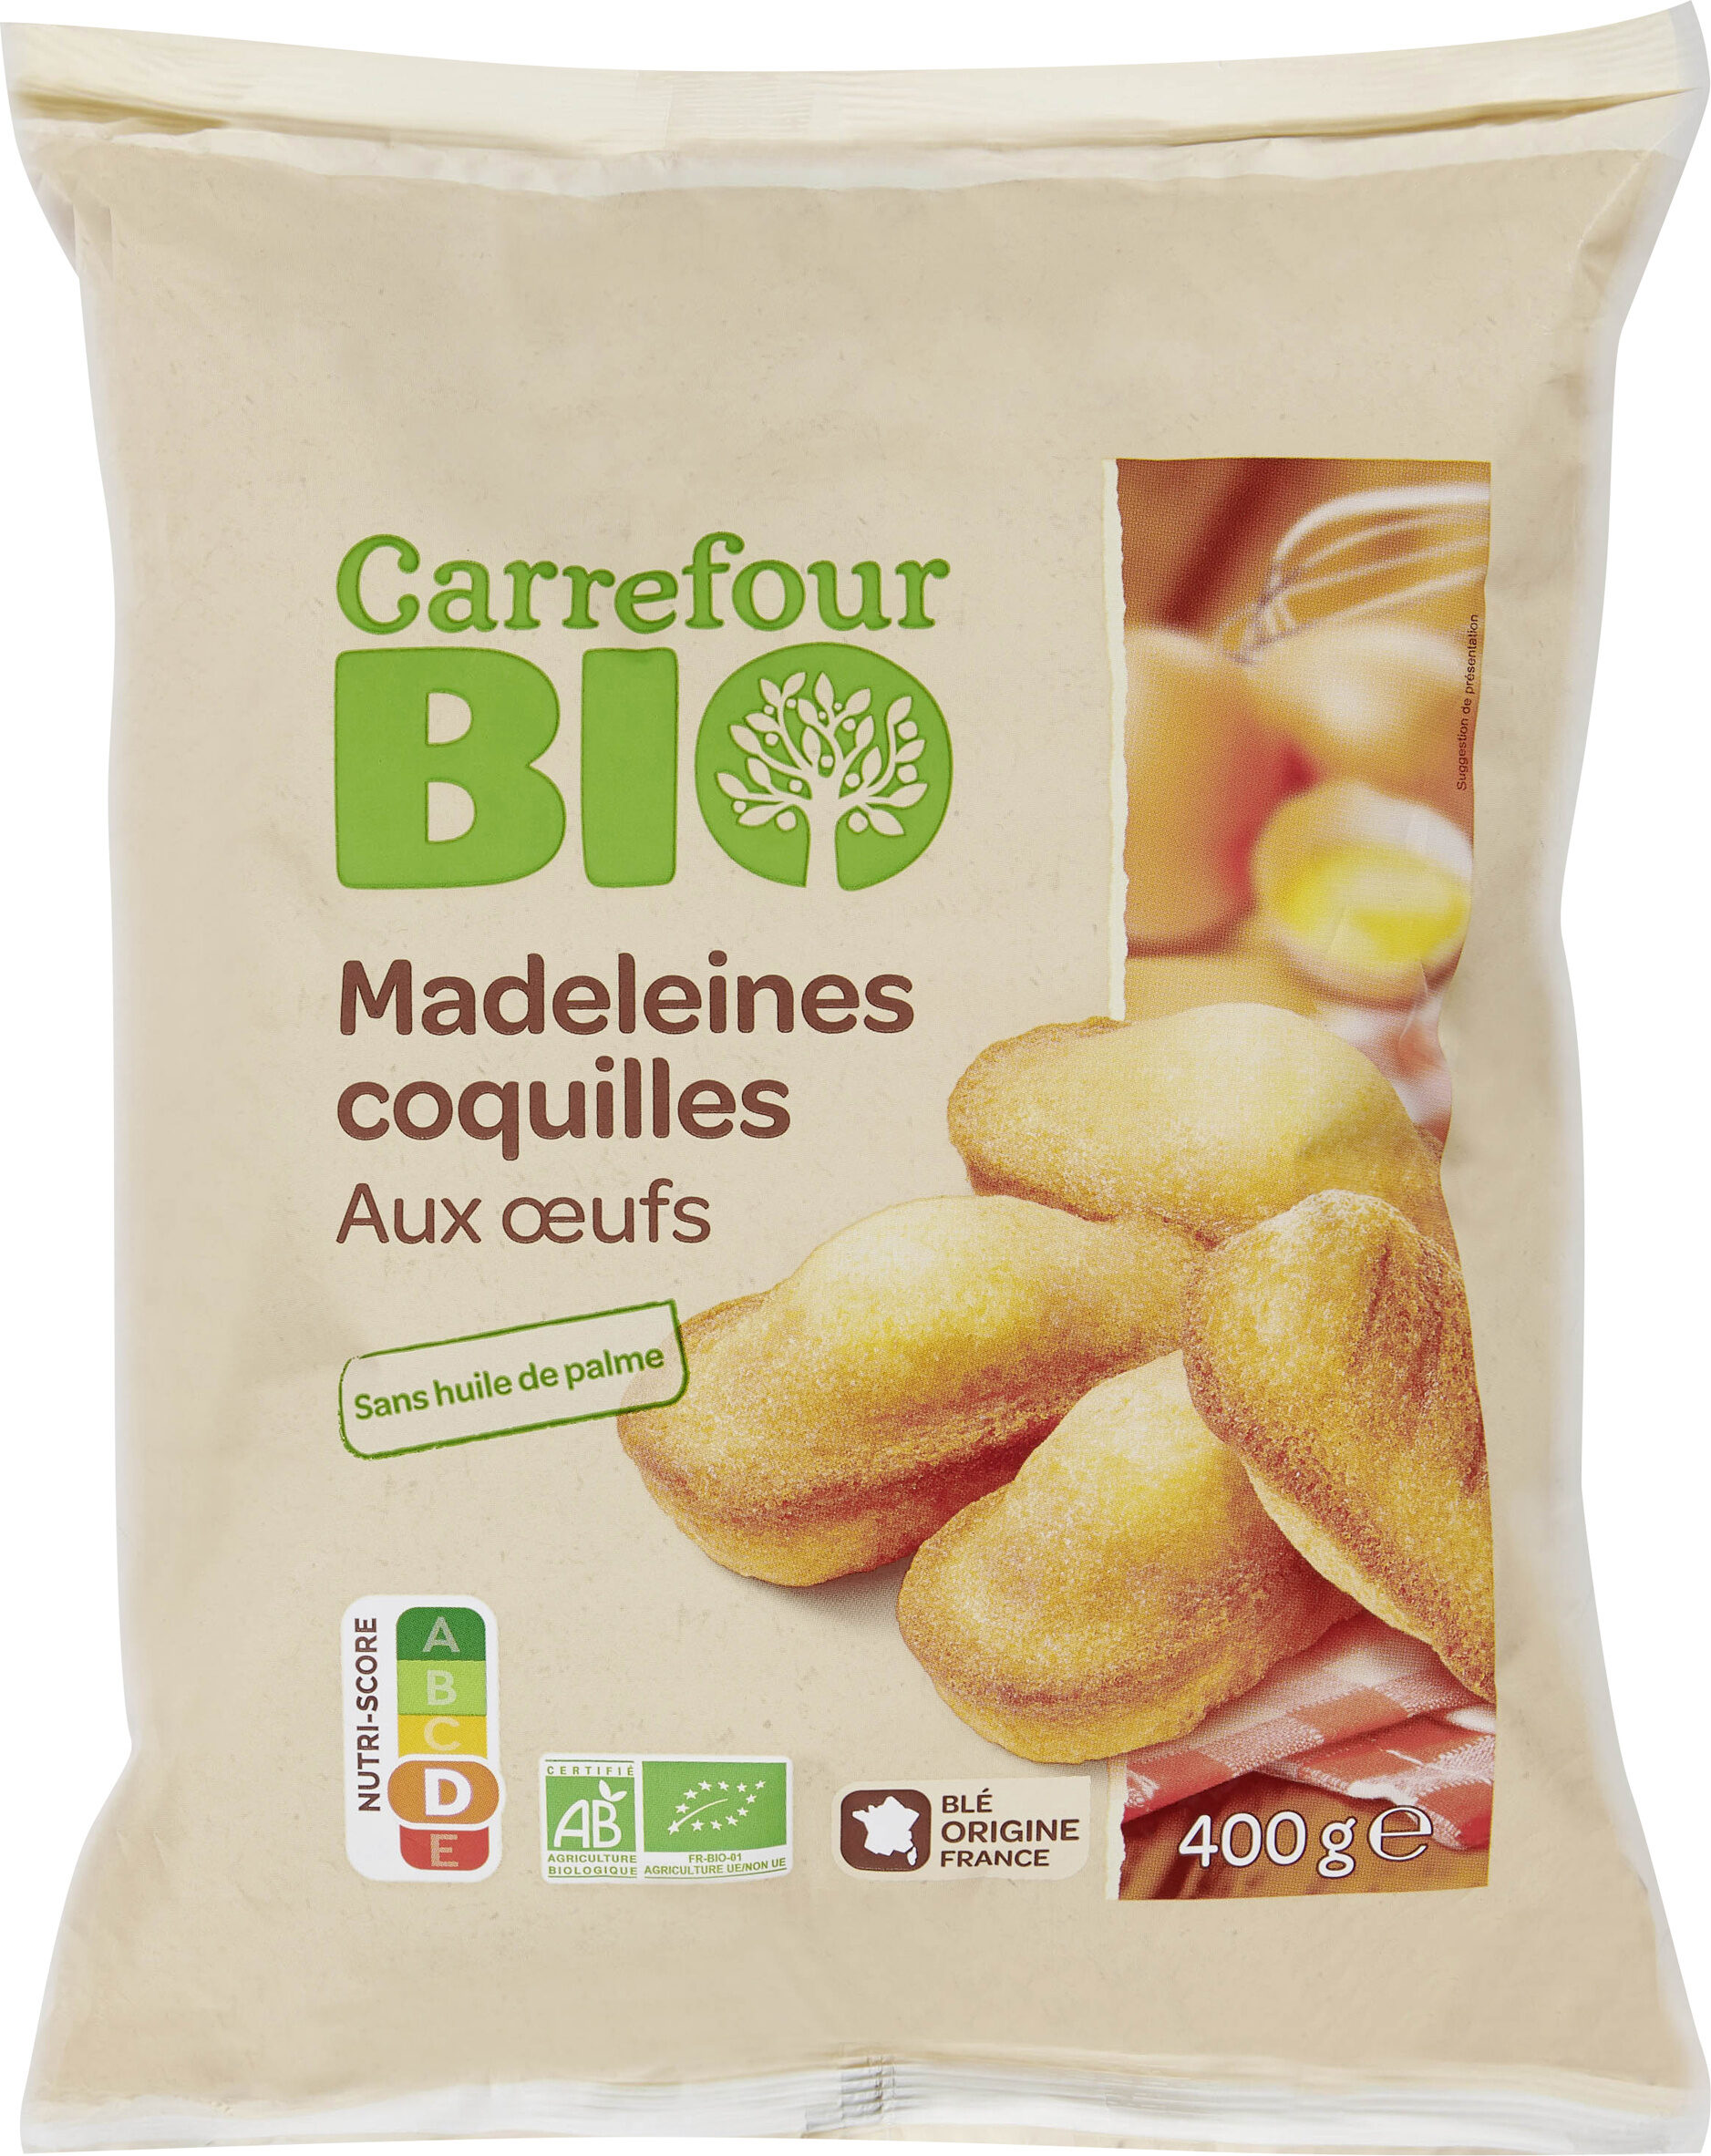 Carrefour
BIO
Suggestion de présentation
Madeleines
coquilles
Aux œufs
Sans huile de palme
NUTRI-SCORE
A
B
C
D
E
CERTIFIÉ
AB
AGRICULTURE
BIOLOGIQUE
FR-BIO-01
AGRICULTURE UE/NON UE
BLÉ
ORIGINE
FRANCE
400 g ℮